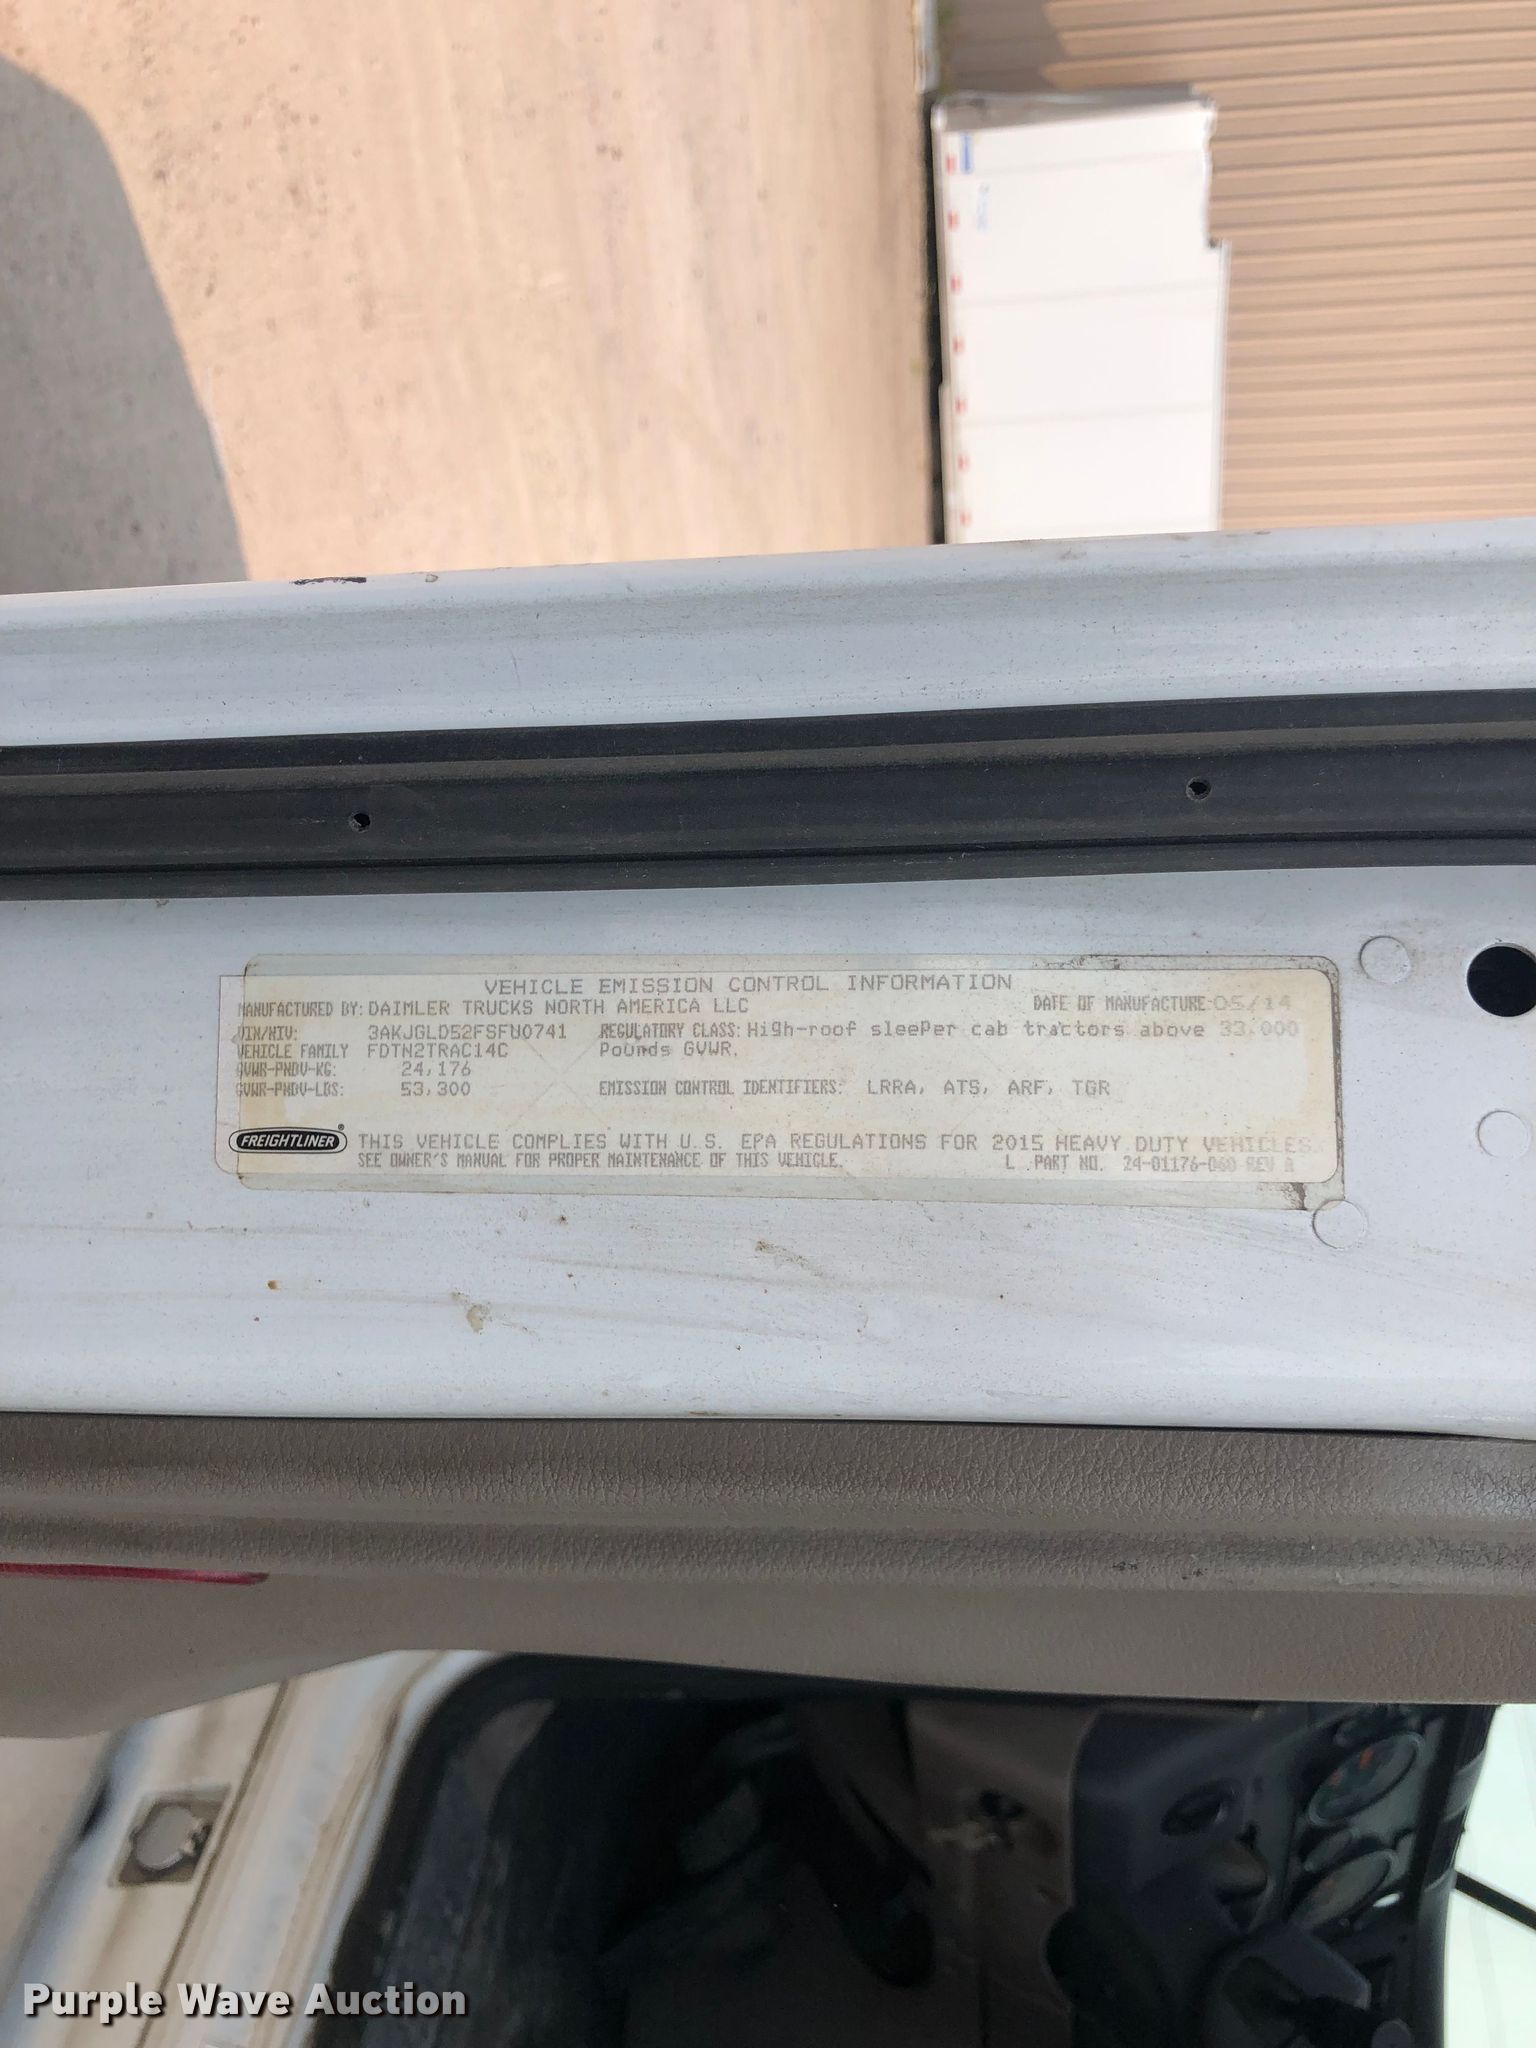 VEHICLE EMISSION CONTROL INFORMATION
MANUFACTURED BY: DAIMLER TRUCKS NORTH AMERICA LLC DATE OF MANUFACTURE: 05/14
VIN/NIV: 3AKJGLD52FSFU0741 REGULATORY CLASS: High-roof sleeper cab tractors above 33,000
VEHICLE FAMILY FDTN2TRAC14C Pounds GVWR.
GVWR-PNBV-KG: 24,176
GVWR-PNBV-LBS: 53,300 EMISSION CONTROL IDENTIFIERS: LRRA, ATS, ARF, TGR
FREIGHTLINER® THIS VEHICLE COMPLIES WITH U.S. EPA REGULATIONS FOR 2015 HEAVY DUTY VEHICLES.
SEE OWNER'S MANUAL FOR PROPER MAINTENANCE OF THIS VEHICLE. L PART NO. 24-01176-060 REV A
Purple Wave Auction